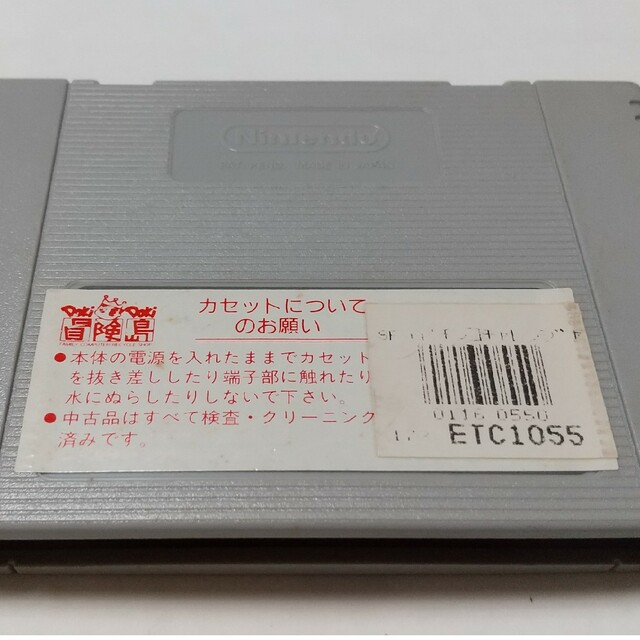 Nintendo
Doki Doki
冒険島
FAMILY COMPUTER RECYCLE SHOP
カセットについて
のお願い
●本体の電源を入れたままでカセット
を抜き差ししたり端子部に触れたり
水にぬらしたりしないで下さい。
●中古品はすべて検査・クリーニング
済みです。
0116 0550
ETC1055